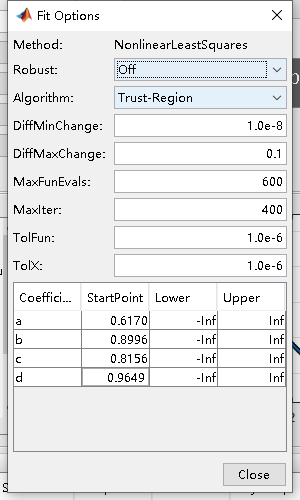 Fit Options
Method: NonlinearLeastSquares
Robust: Off
Algorithm: Trust-Region
DiffMinChange: 1.0e-8
DiffMaxChange: 0.1
MaxFunEvals: 600
MaxIter: 400
TolFun: 1.0e-6
TolX: 1.0e-6
Coeffici... StartPoint Lower Upper
a 0.6170 -Inf Inf
b 0.8996 -Inf Inf
c 0.8156 -Inf Inf
d 0.9649 -Inf Inf
Close